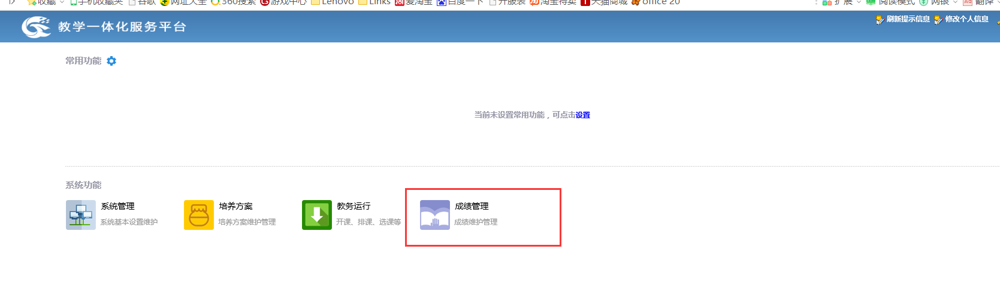 收藏 手机收藏夹 谷歌 网址大全 360搜索 游戏中心 Lenovo Links 爱淘宝 百度一下 开服装 淘宝特卖 天猫商城 office 20 扩展 阅读模式 网银 翻译
教学一体化服务平台 刷新提示信息 修改个人信息
常用功能
当前未设置常用功能，可点击设置
系统功能
系统管理 培养方案 教务运行 成绩管理
系统基本设置维护 培养方案维护管理 开课、排课、选课等 成绩维护管理